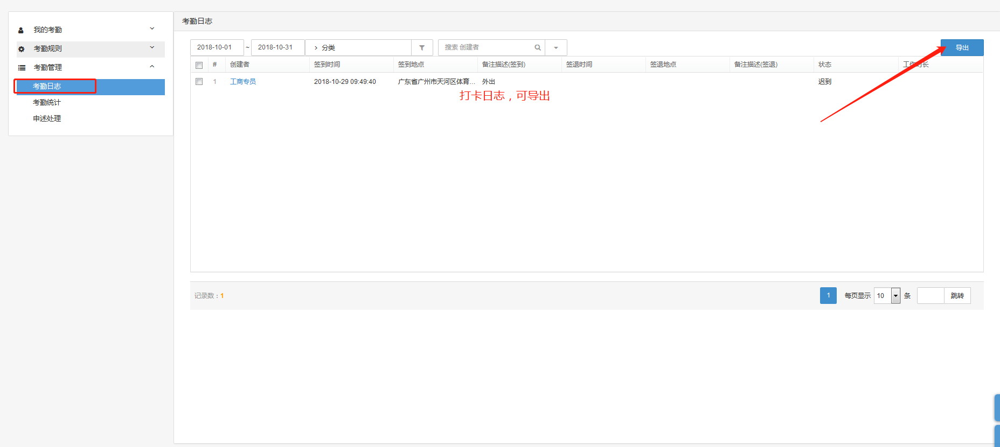 我的考勤
考勤规则
考勤管理
考勤日志
考勤统计
申述处理
考勤日志
2018-10-01 ~ 2018-10-31 > 分类 搜索 创建者 导出
# 创建者 签到时间 签到地点 备注描述(签到) 签退时间 签退地点 备注描述(签退) 状态 工作时长
1 工商专员 2018-10-29 09:49:40 广东省广州市天河区体育... 外出 迟到
打卡日志，可导出
记录数：1 1 每页显示 10 条 跳转